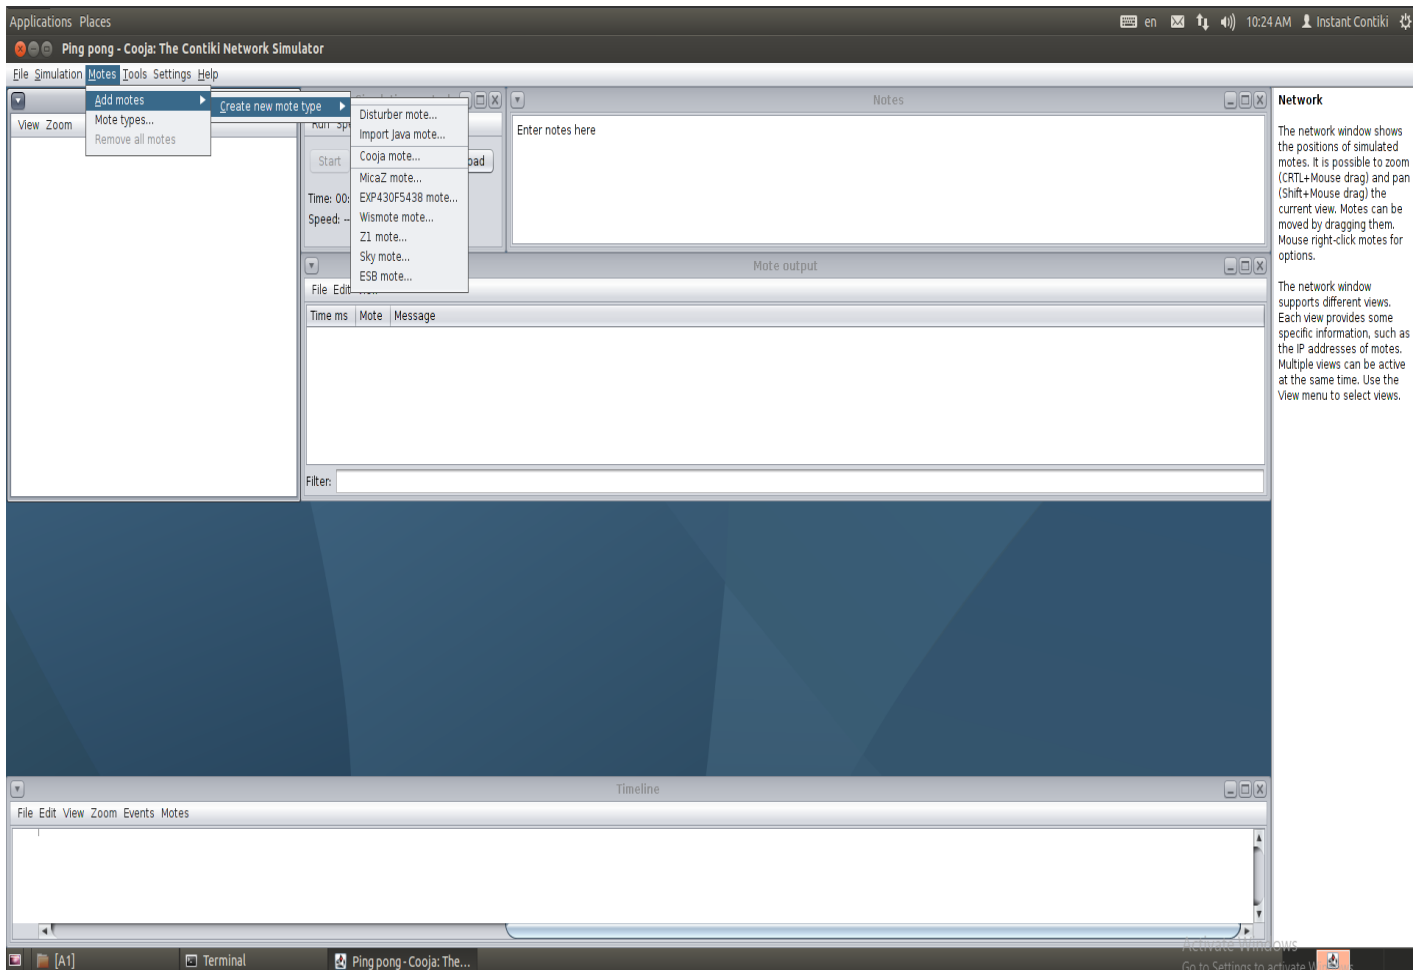 Applications Places
en
10:24 AM Instant Contiki
Ping pong - Cooja: The Contiki Network Simulator
File Simulation Motes Tools Settings Help
Add motes
Mote types...
Remove all motes
Create new mote type
Disturber mote...
Import Java mote...
Cooja mote...
MicaZ mote...
EXP430F5438 mote...
Wismote mote...
Z1 mote...
Sky mote...
ESB mote...
View Zoom
Start
Time: 00:
Speed: --
Notes
Enter notes here
Mote output
File Edit
Time ms Mote Message
Filter:
Network
The network window shows
the positions of simulated
motes. It is possible to zoom
(CRTL+Mouse drag) and pan
(Shift+Mouse drag) the
current view. Motes can be
moved by dragging them.
Mouse right-click motes for
options.
The network window
supports different views.
Each view provides some
specific information, such as
the IP addresses of motes.
Multiple views can be active
at the same time. Use the
View menu to select views.
Timeline
File Edit View Zoom Events Motes
Activate Windows
Go to Settings to activate
[A1]
Terminal
Ping pong - Cooja: The...